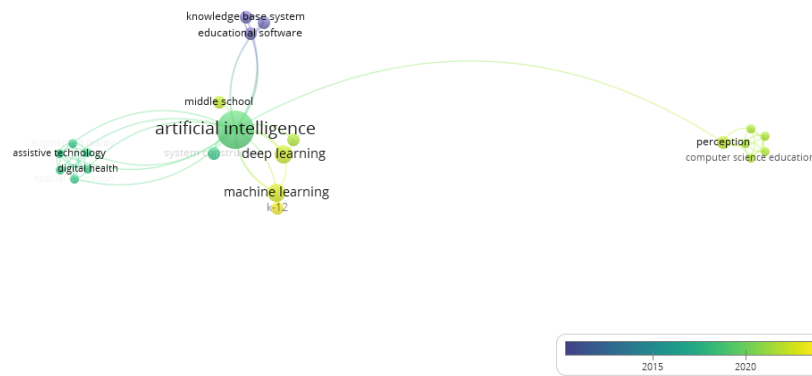 knowledge base system
educational software
middle school
artificial intelligence
assistive technology
deep learning
digital health
perception
computer science education
machine learning
k-12
2015
2020